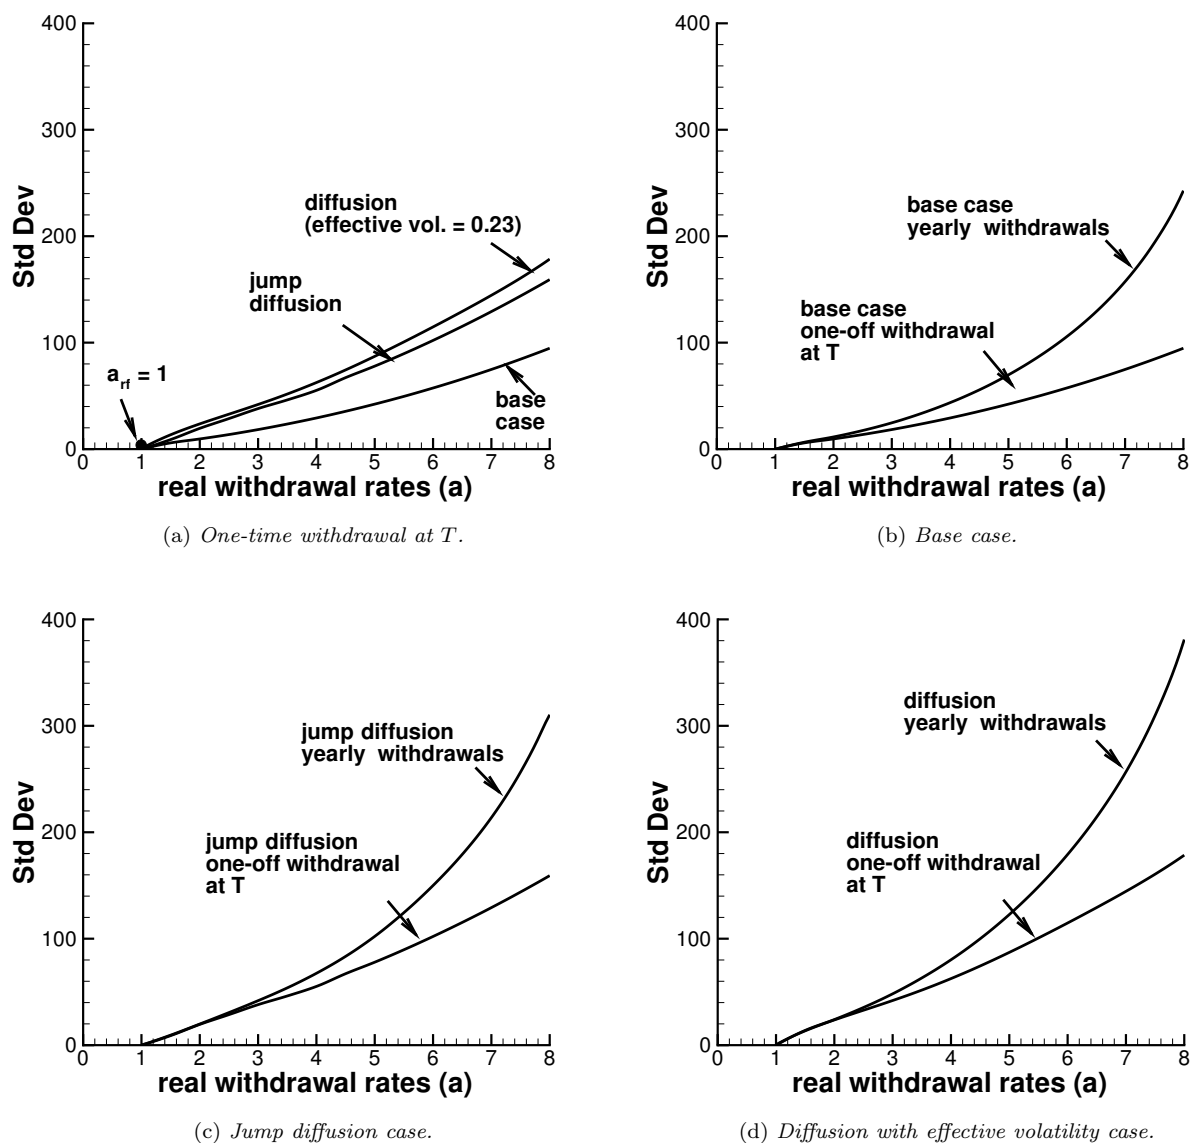 400
300
200
100
0
Std Dev
diffusion
(effective vol. = 0.23)
jump
diffusion
a_rf = 1
base
case
0 1 2 3 4 5 6 7 8
real withdrawal rates (a)
(a) One-time withdrawal at T.
400
300
200
100
0
Std Dev
base case
yearly withdrawals
base case
one-off withdrawal
at T
0 1 2 3 4 5 6 7 8
real withdrawal rates (a)
(b) Base case.
400
300
200
100
0
Std Dev
jump diffusion
yearly withdrawals
jump diffusion
one-off withdrawal
at T
0 1 2 3 4 5 6 7 8
real withdrawal rates (a)
(c) Jump diffusion case.
400
300
200
100
0
Std Dev
diffusion
yearly withdrawals
diffusion
one-off withdrawal
at T
0 1 2 3 4 5 6 7 8
real withdrawal rates (a)
(d) Diffusion with effective volatility case.